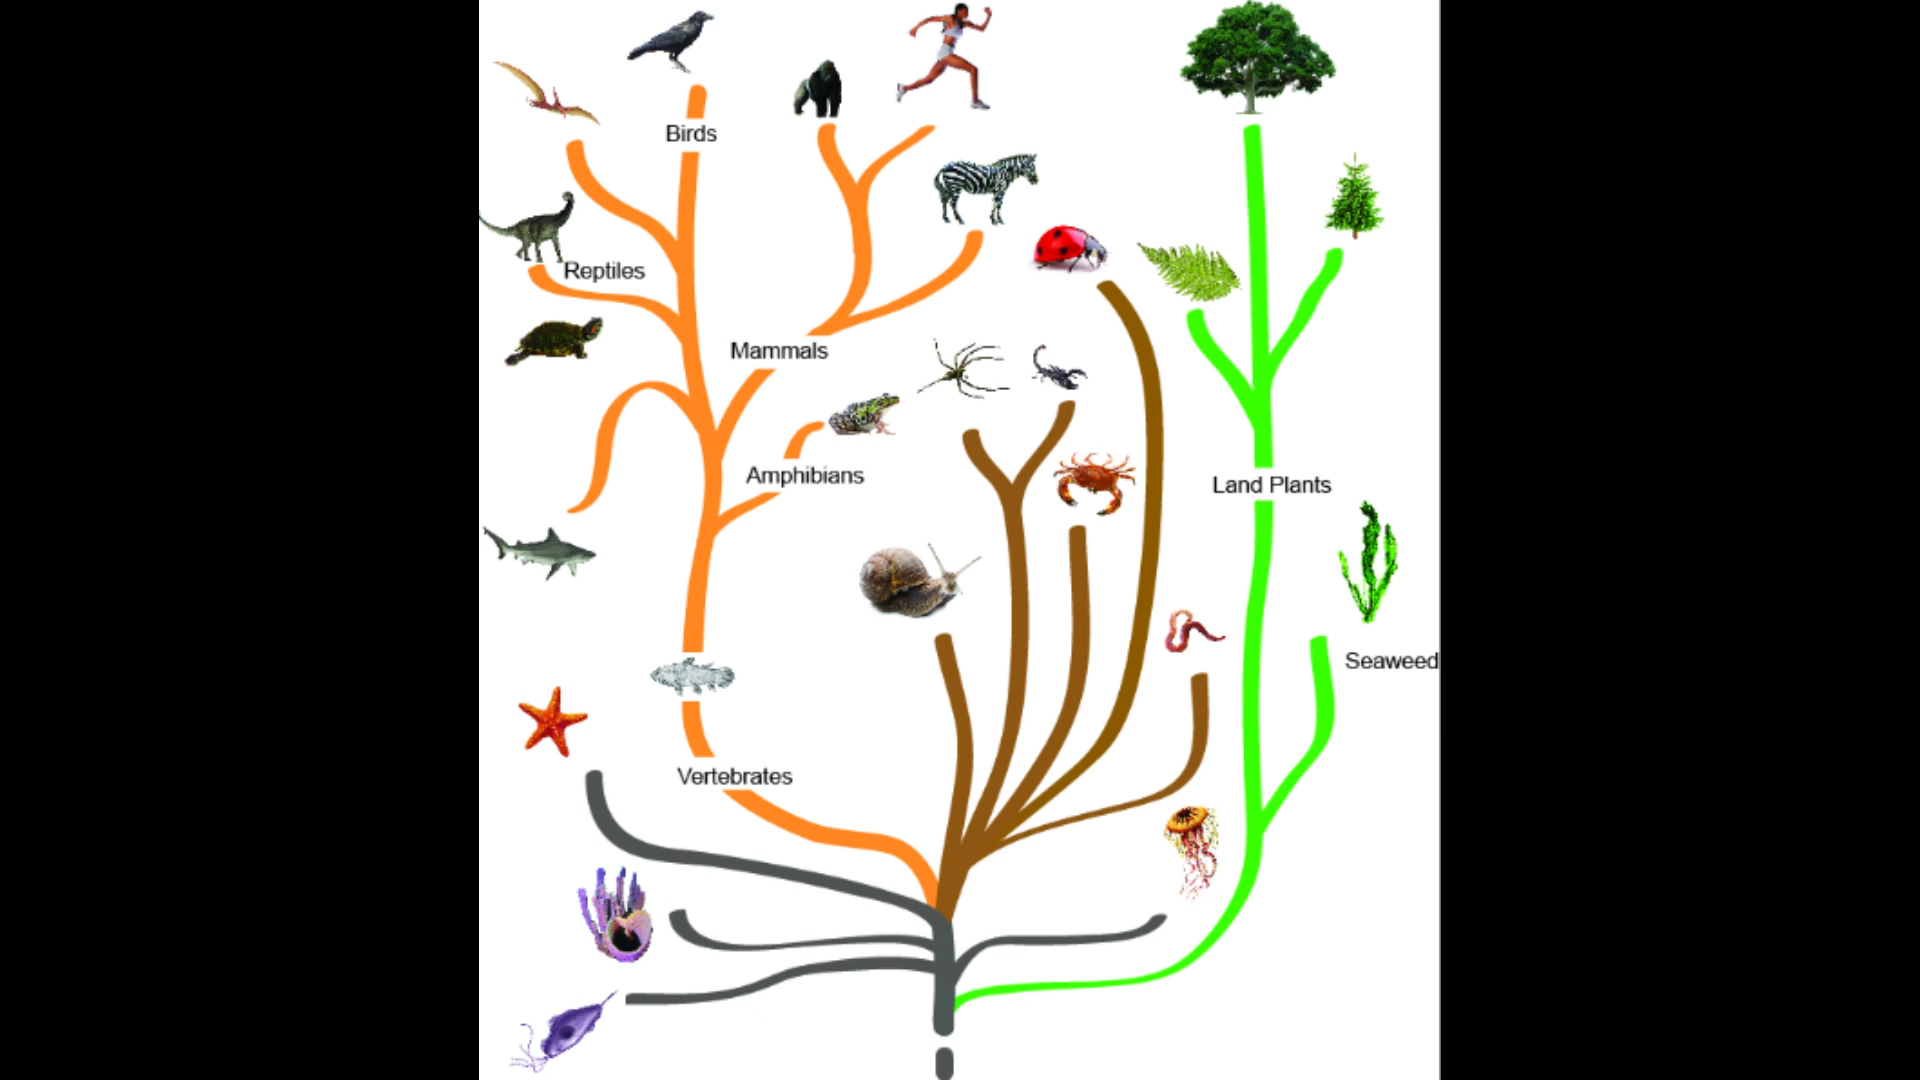 Birds
Reptiles
Mammals
Amphibians
Land Plants
Seaweed
Vertebrates